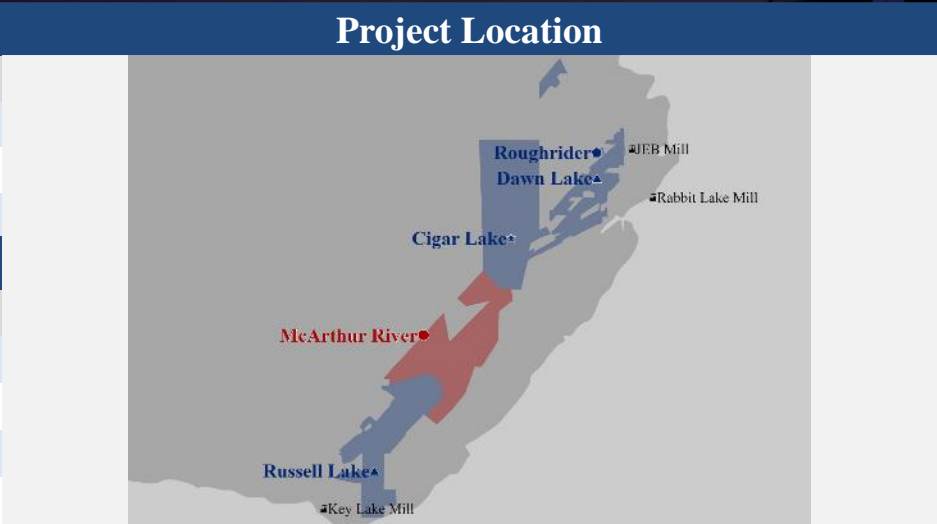 Project Location
Roughrider
JEB Mill
Dawn Lake
Rabbit Lake Mill
Cigar Lake
McArthur River
Russell Lake
Key Lake Mill